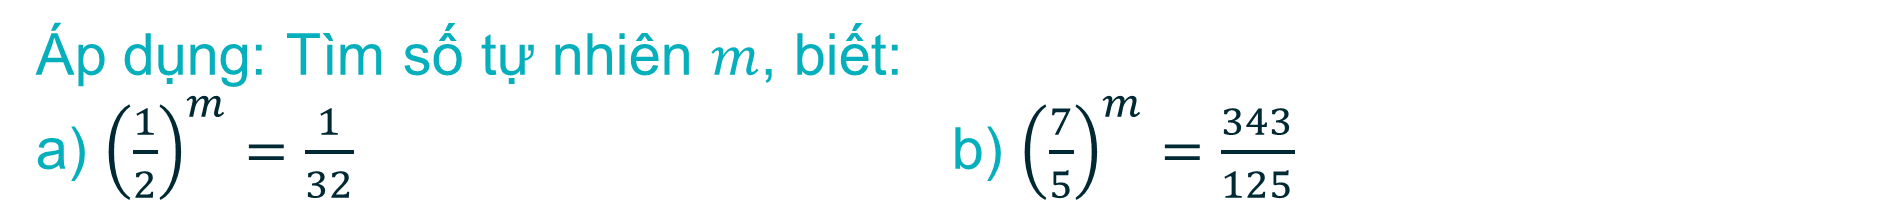 Áp dụng: Tìm số tự nhiên m, biết:
a) (1/2)^m = 1/32 b) (7/5)^m = 343/125